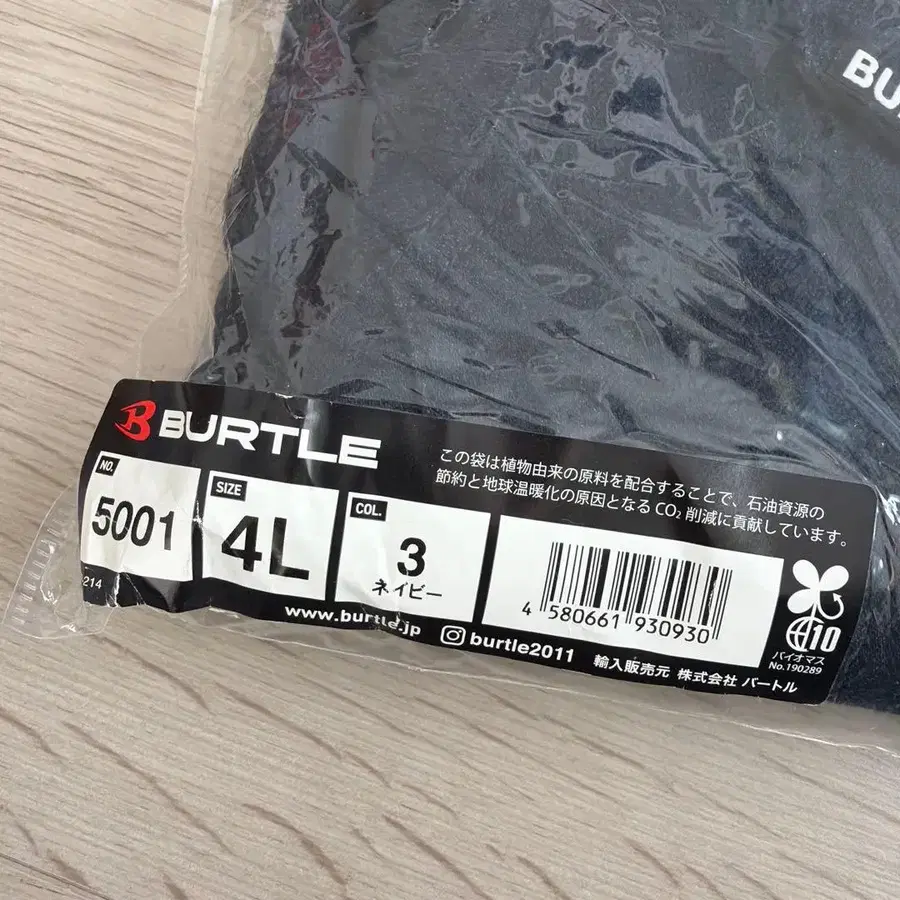 BU
BURTLE
この袋は植物由来の原料を配合することで、石油資源の
節約と地球温暖化の原因となる CO₂ 削減に貢献しています。
NO.
5001
SIZE
4L
COL.
3
ネイビー
4 580661 930930
10
バイオマス
No.190289
214
www.burtle.jp
burtle2011
輸入販売元 株式会社 バートル